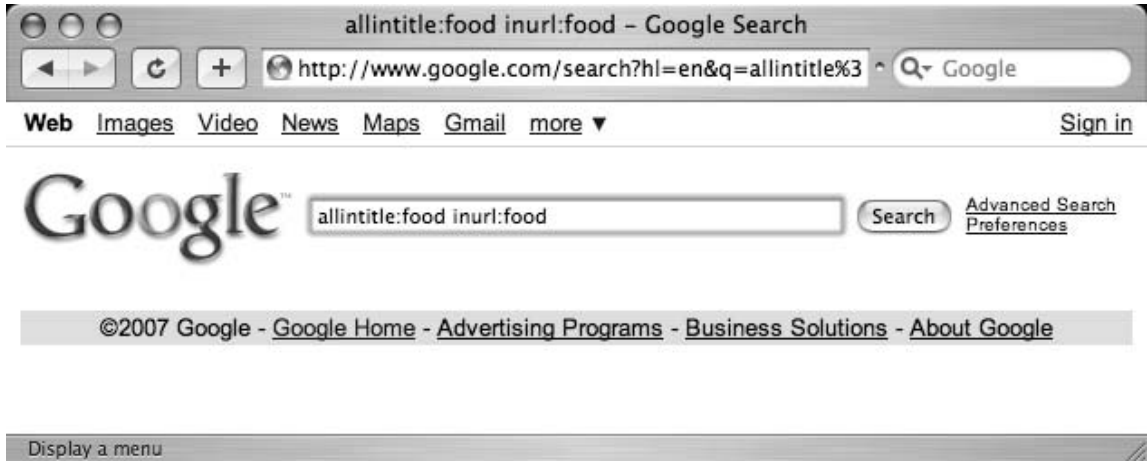 allintitle:food inurl:food – Google Search
http://www.google.com/search?hl=en&q=allintitle%3
Google
Web Images Video News Maps Gmail more ▼ Sign in
Google™ allintitle:food inurl:food Search Advanced Search
Preferences
©2007 Google - Google Home - Advertising Programs - Business Solutions - About Google
Display a menu